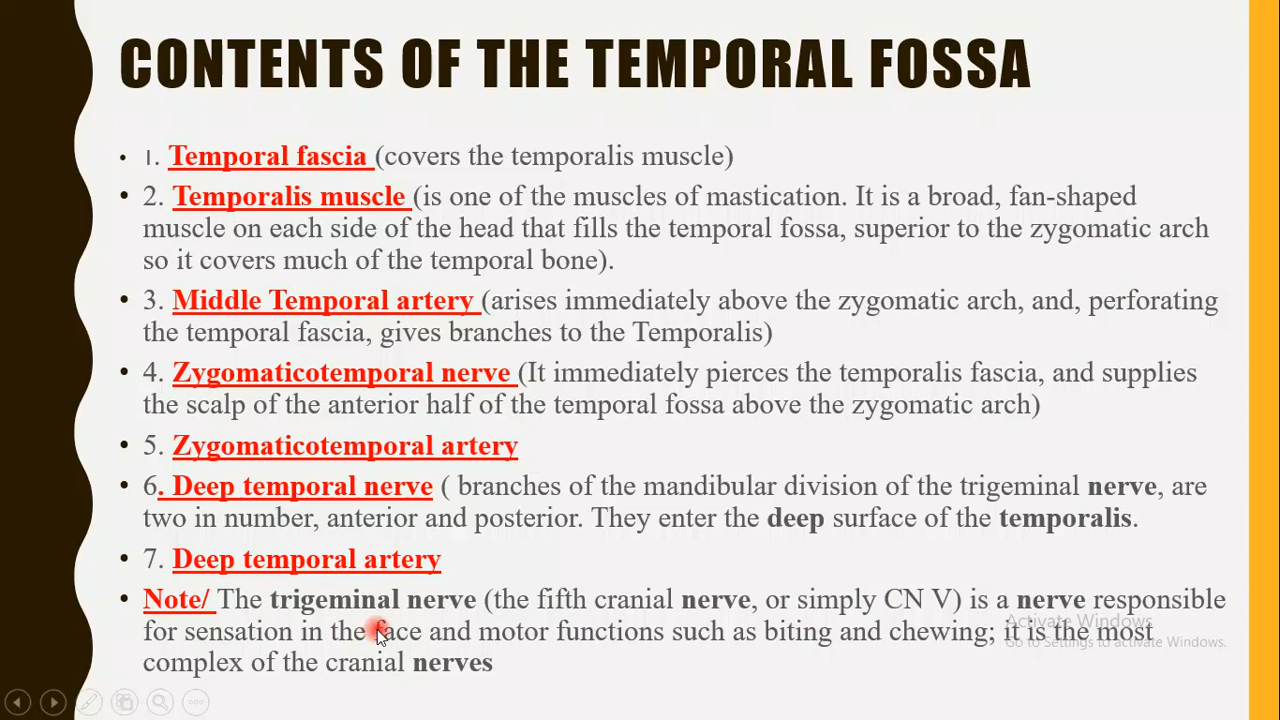 CONTENTS OF THE TEMPORAL FOSSA
• 1. Temporal fascia (covers the temporalis muscle)
• 2. Temporalis muscle (is one of the muscles of mastication. It is a broad, fan-shaped
muscle on each side of the head that fills the temporal fossa, superior to the zygomatic arch
so it covers much of the temporal bone).
• 3. Middle Temporal artery (arises immediately above the zygomatic arch, and, perforating
the temporal fascia, gives branches to the Temporalis)
• 4. Zygomaticotemporal nerve (It immediately pierces the temporalis fascia, and supplies
the scalp of the anterior half of the temporal fossa above the zygomatic arch)
• 5. Zygomaticotemporal artery
• 6. Deep temporal nerve ( branches of the mandibular division of the trigeminal nerve, are
two in number, anterior and posterior. They enter the deep surface of the temporalis.
• 7. Deep temporal artery
• Note/ The trigeminal nerve (the fifth cranial nerve, or simply CN V) is a nerve responsible
for sensation in the face and motor functions such as biting and chewing; it is the most
complex of the cranial nerves
Activate Windows
Go to Settings to activate Windows.